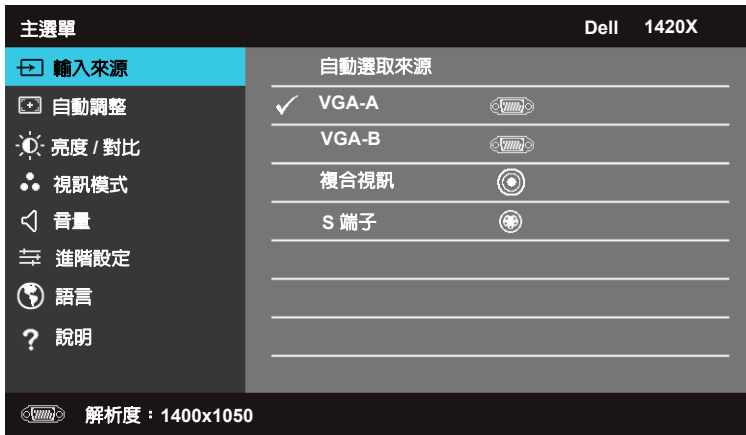 主選單
Dell 1420X
輸入來源
自動調整
亮度 / 對比
視訊模式
音量
進階設定
語言
? 說明
自動選取來源
VGA-A
VGA-B
複合視訊
S 端子
解析度：1400x1050